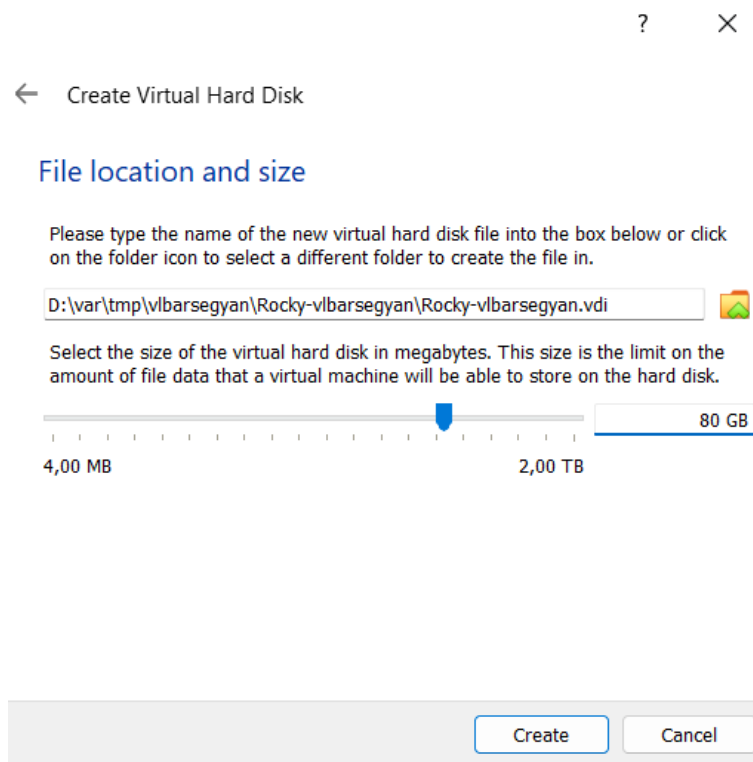 ?
Create Virtual Hard Disk
File location and size
Please type the name of the new virtual hard disk file into the box below or click
on the folder icon to select a different folder to create the file in.
D:\var\tmp\vlbarsegyan\Rocky-vlbarsegyan\Rocky-vlbarsegyan.vdi
Select the size of the virtual hard disk in megabytes. This size is the limit on the
amount of file data that a virtual machine will be able to store on the hard disk.
80 GB
4,00 MB
2,00 TB
Create
Cancel